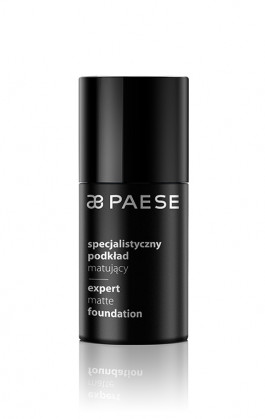 PAESE
specjalistyczny
podkład
matujący
expert
matte
foundation